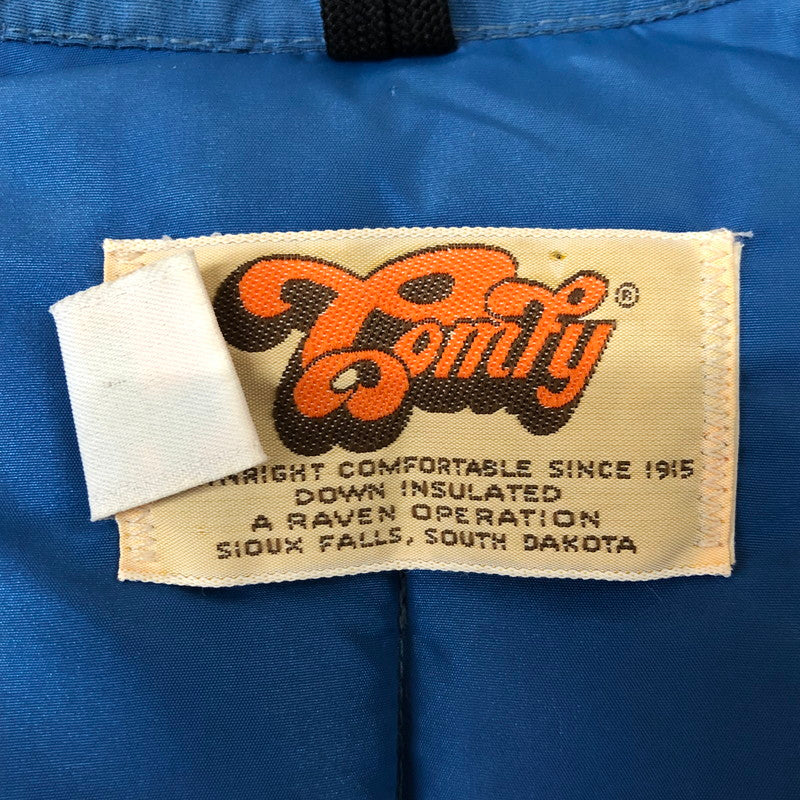 Comfy®
NRIGHT COMFORTABLE SINCE 1915
DOWN INSULATED
A RAVEN OPERATION
SIOUX FALLS, SOUTH DAKOTA